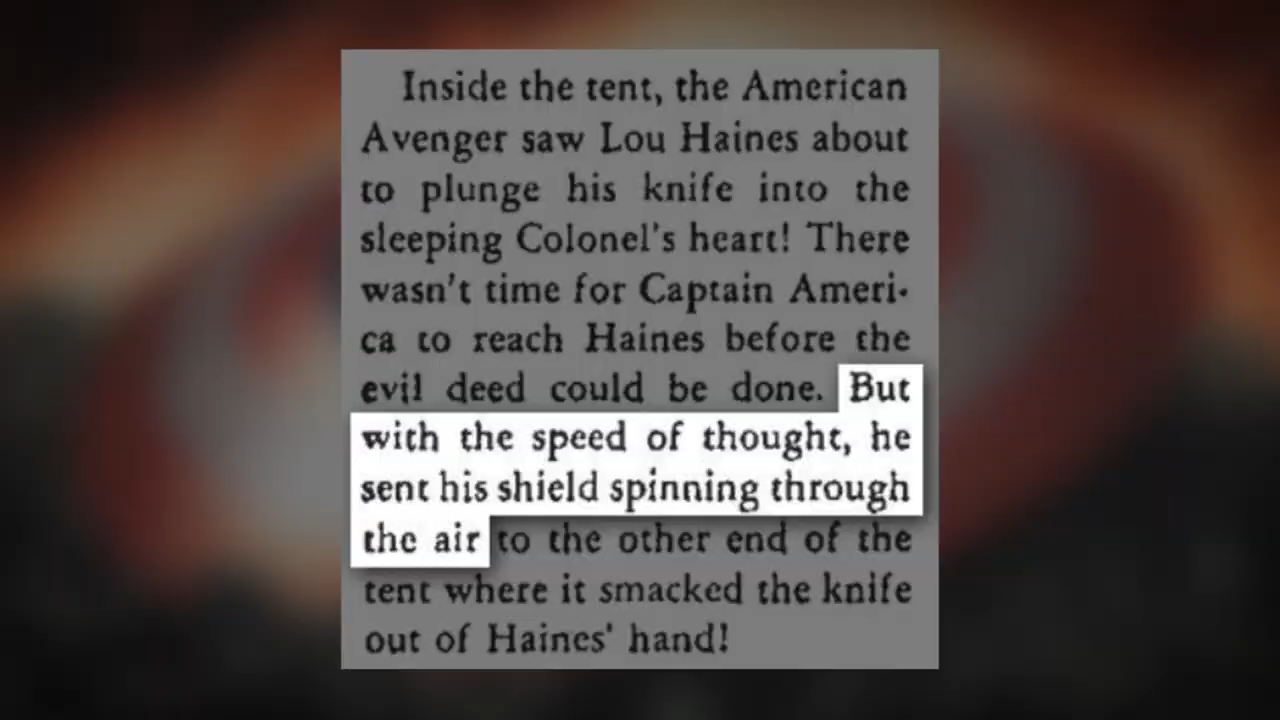 Inside the tent, the American
Avenger saw Lou Haines about
to plunge his knife into the
sleeping Colonel's heart! There
wasn't time for Captain Ameri-
ca to reach Haines before the
evil deed could be done. But
with the speed of thought, he
sent his shield spinning through
the air to the other end of the
tent where it smacked the knife
out of Haines' hand!